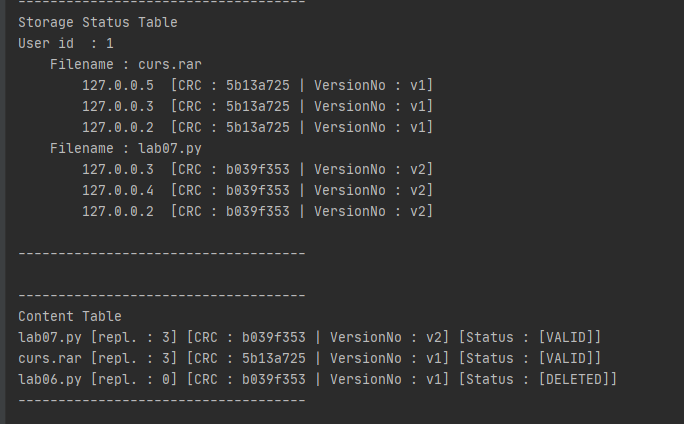 ------------------------------------
Storage Status Table
User id  : 1
    Filename : curs.rar
        127.0.0.5  [CRC : 5b13a725 | VersionNo : v1]
        127.0.0.3  [CRC : 5b13a725 | VersionNo : v1]
        127.0.0.2  [CRC : 5b13a725 | VersionNo : v1]
    Filename : lab07.py
        127.0.0.3  [CRC : b039f353 | VersionNo : v2]
        127.0.0.4  [CRC : b039f353 | VersionNo : v2]
        127.0.0.2  [CRC : b039f353 | VersionNo : v2]
------------------------------------
------------------------------------
Content Table
lab07.py [repl. : 3] [CRC : b039f353 | VersionNo : v2] [Status : [VALID]]
curs.rar [repl. : 3] [CRC : 5b13a725 | VersionNo : v1] [Status : [VALID]]
lab06.py [repl. : 0] [CRC : b039f353 | VersionNo : v1] [Status : [DELETED]]
------------------------------------